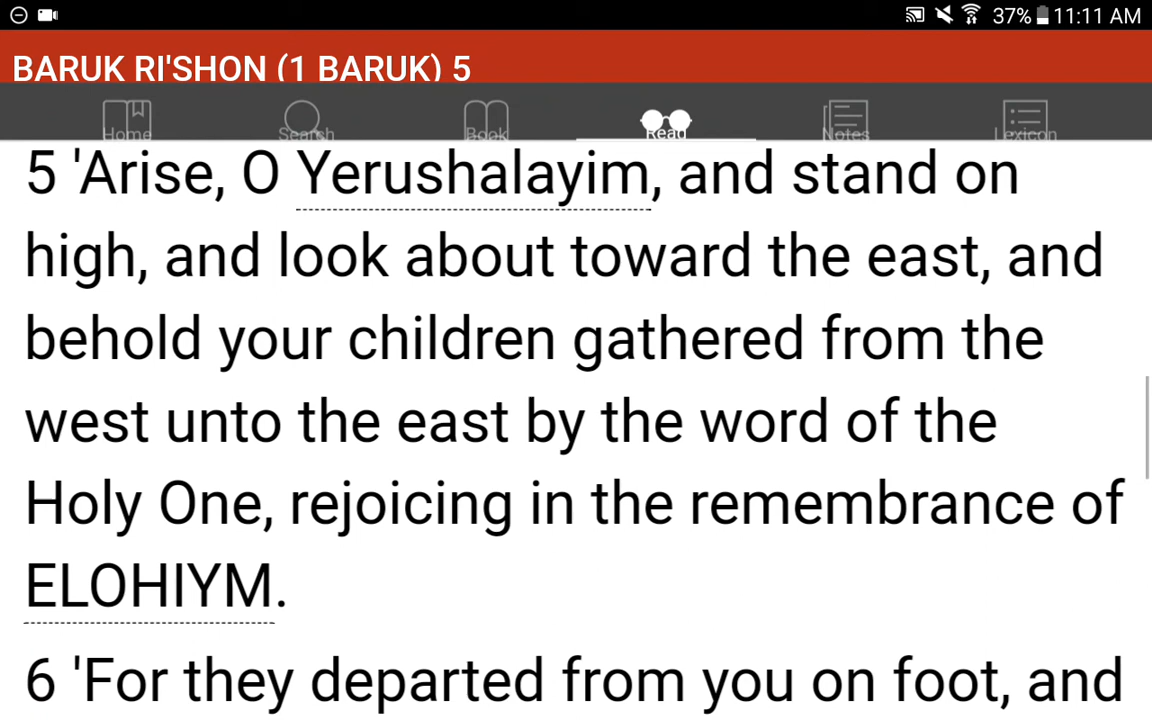 37% 11:11 AM
BARUK RI'SHON (1 BARUK) 5
Home Search Book Read Notes Lexicon
5 'Arise, O Yerushalayim, and stand on
high, and look about toward the east, and
behold your children gathered from the
west unto the east by the word of the
Holy One, rejoicing in the remembrance of
ELOHIYM.
6 'For they departed from you on foot, and